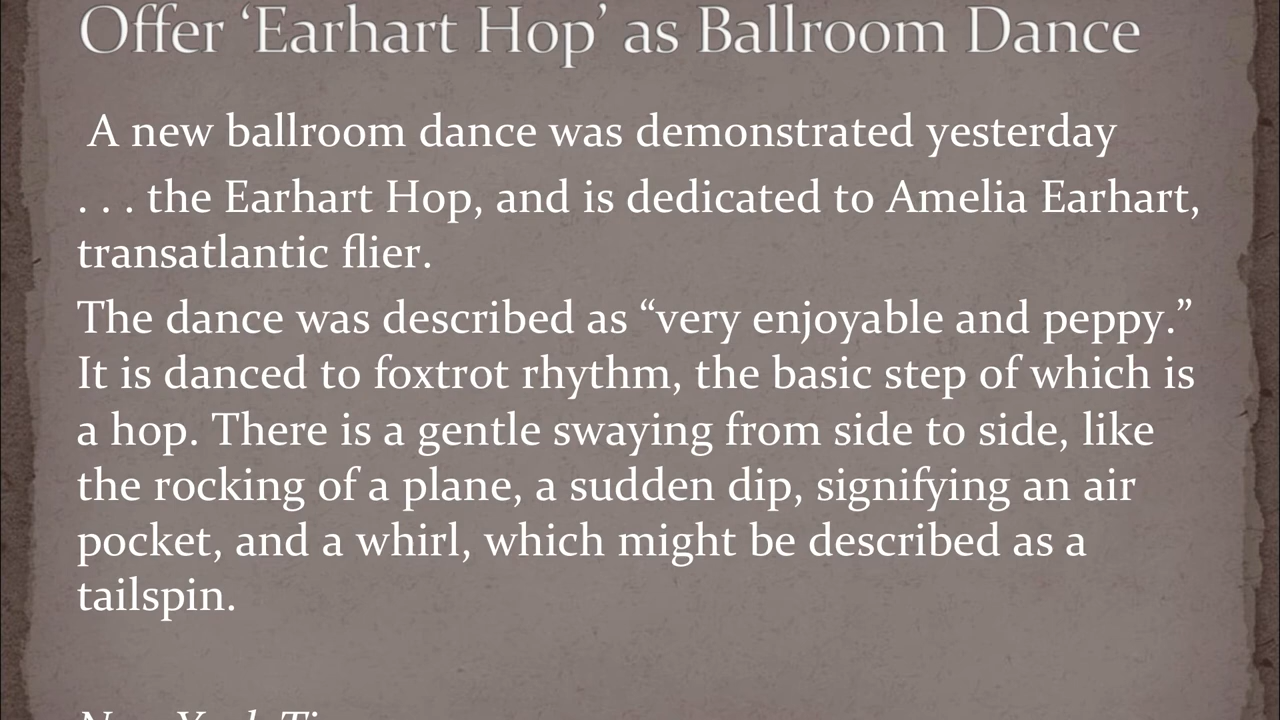 Offer ‘Earhart Hop’ as Ballroom Dance
A new ballroom dance was demonstrated yesterday
. . . the Earhart Hop, and is dedicated to Amelia Earhart,
transatlantic flier.
The dance was described as “very enjoyable and peppy.”
It is danced to foxtrot rhythm, the basic step of which is
a hop. There is a gentle swaying from side to side, like
the rocking of a plane, a sudden dip, signifying an air
pocket, and a whirl, which might be described as a
tailspin.
New York